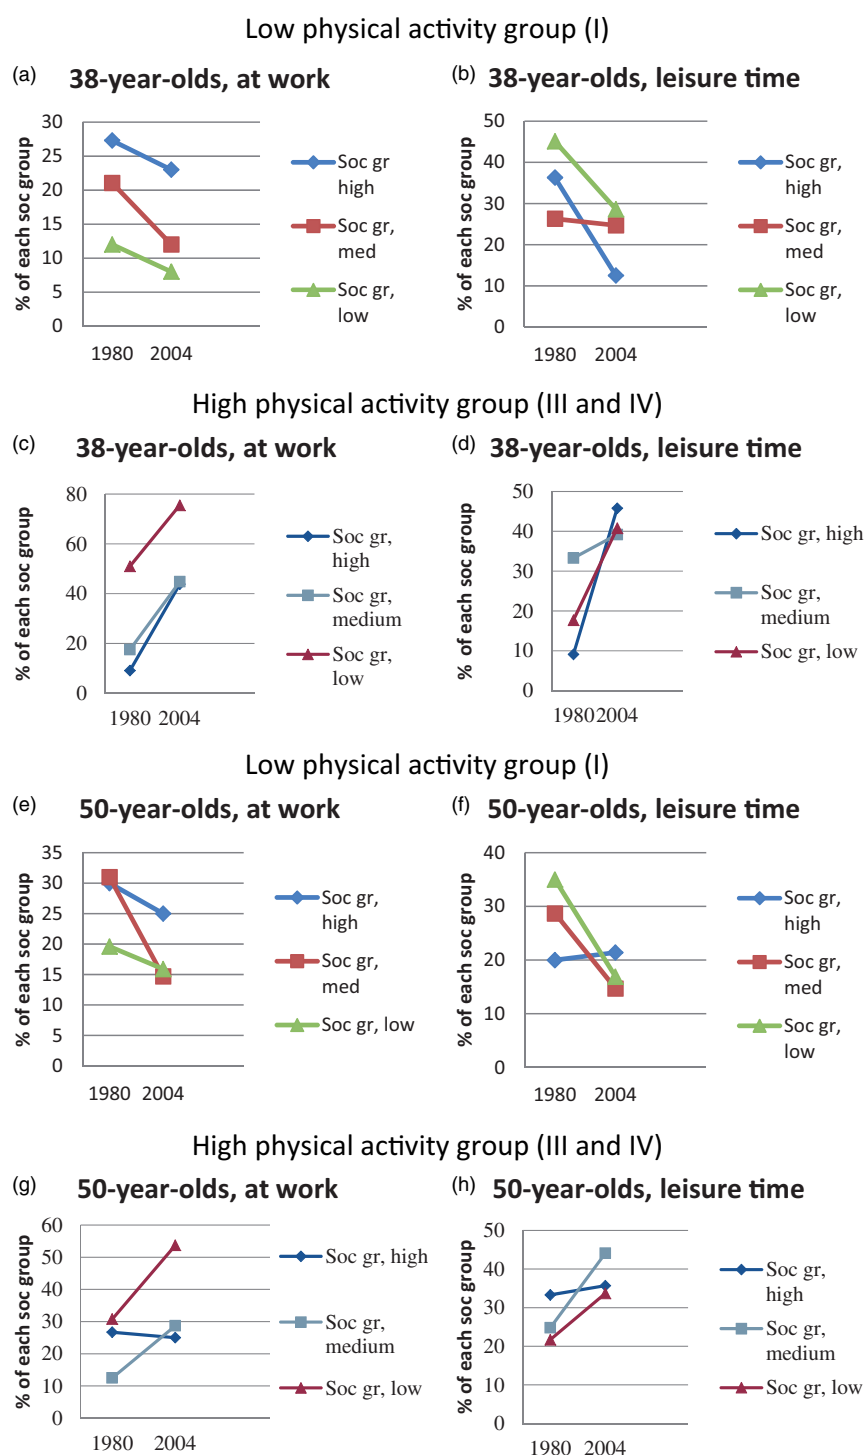 Low physical activity group (I)
(a) 38-year-olds, at work
% of each soc group
30
25
20
15
10
5
0
1980 2004
Soc gr
high
Soc gr,
med
Soc gr,
low
(b) 38-year-olds, leisure time
% of each soc group
50
40
30
20
10
0
1980 2004
Soc gr,
high
Soc gr,
med
Soc gr,
low
High physical activity group (III and IV)
(c) 38-year-olds, at work
% of each soc group
80
60
40
20
0
1980 2004
Soc gr,
high
Soc gr,
medium
Soc gr,
low
(d) 38-year-olds, leisure time
% of each soc group
50
40
30
20
10
0
19802004
Soc gr, high
Soc gr,
medium
Soc gr, low
Low physical activity group (I)
(e) 50-year-olds, at work
% of each soc group
35
30
25
20
15
10
5
0
1980 2004
Soc gr,
high
Soc gr,
med
Soc gr, low
(f) 50-year-olds, leisure time
% of each soc group
40
30
20
10
0
1980 2004
Soc gr,
high
Soc gr,
med
Soc gr,
low
High physical activity group (III and IV)
(g) 50-year-olds, at work
% of each soc group
60
50
40
30
20
10
0
1980 2004
Soc gr, high
Soc gr,
medium
Soc gr, low
(h) 50-year-olds, leisure time
% of each soc group
50
40
30
20
10
0
1980 2004
Soc gr,
high
Soc gr,
medium
Soc gr, low